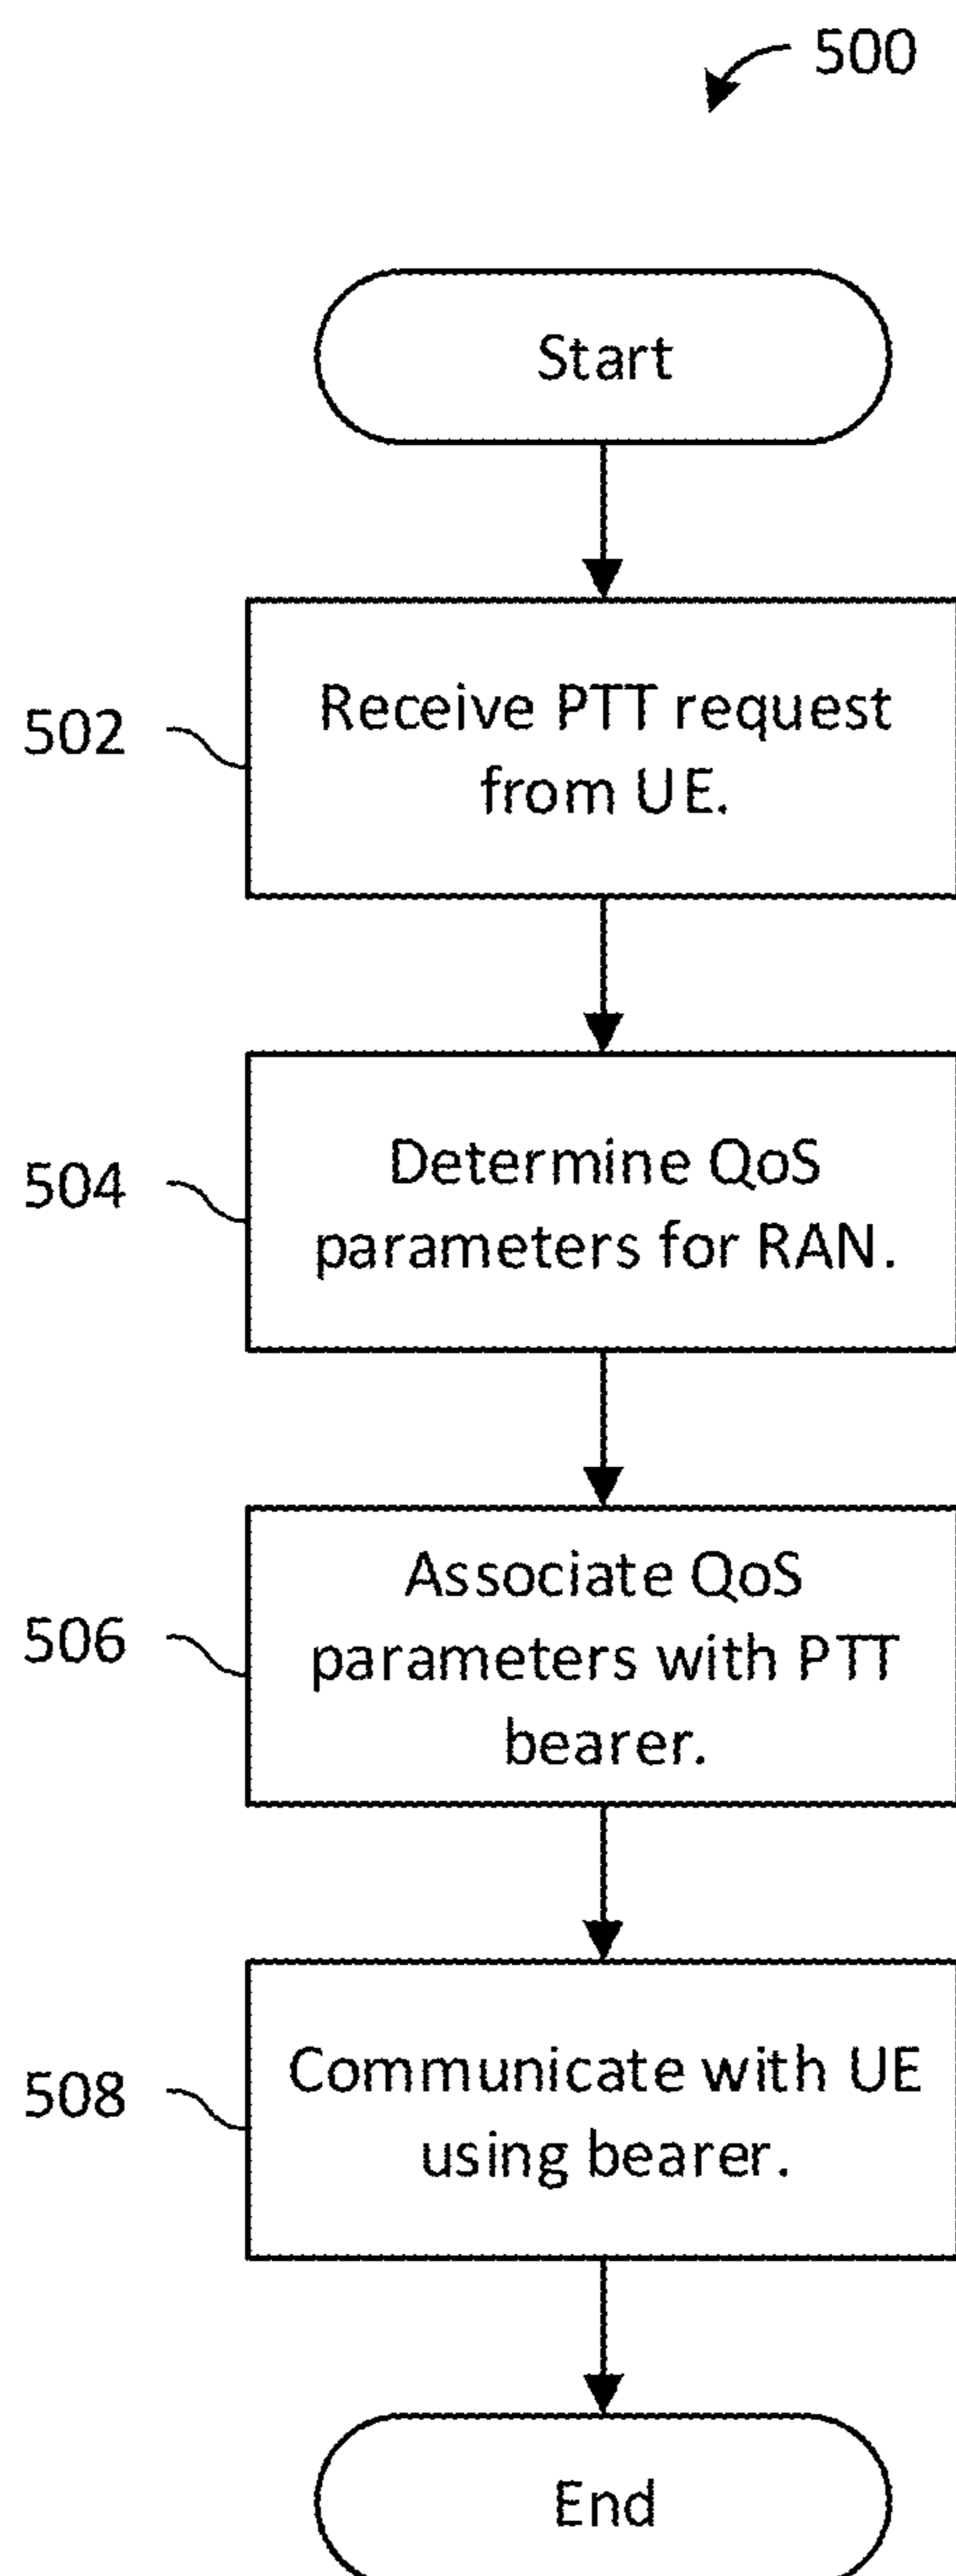 500
Start
502
Receive PTT request
from UE.
504
Determine QoS
parameters for RAN.
506
Associate QoS
parameters with PTT
bearer.
508
Communicate with UE
using bearer.
End